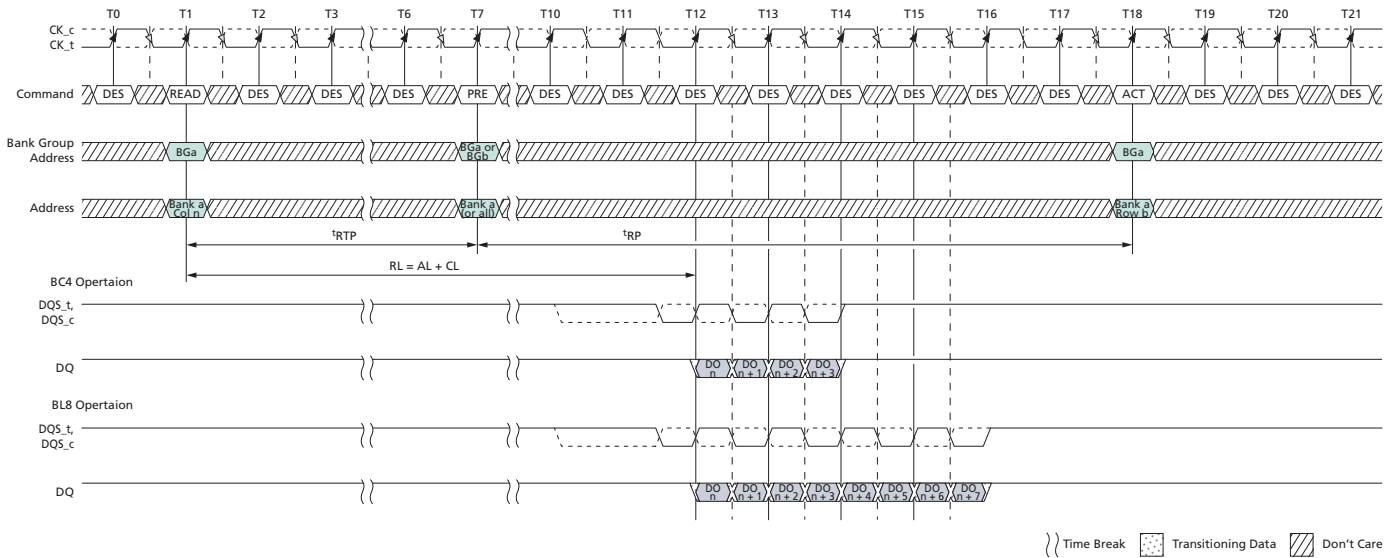 T0 T1 T2 T3 T6 T7 T10 T11 T12 T13 T14 T15 T16 T17 T18 T19 T20 T21
CK_c
CK_t
Command DES READ DES DES DES PRE DES DES DES DES DES DES DES DES ACT DES DES DES
Bank Group
Address
BGa
BGa or
BGb
BGa
Address
Bank a
Col n
Bank a
(or all)
Bank a
Row b
tRTP
tRP
RL = AL + CL
BC4 Opertaion
DQS_t,
DQS_c
DQ
DO
n
DO
n + 1
DO
n + 2
DO
n + 3
BL8 Opertaion
DQS_t,
DQS_c
DQ
DO
n
DO
n + 1
DO
n + 2
DO
n + 3
DO
n + 4
DO
n + 5
DO
n + 6
DO
n + 7
Time Break Transitioning Data Don't Care